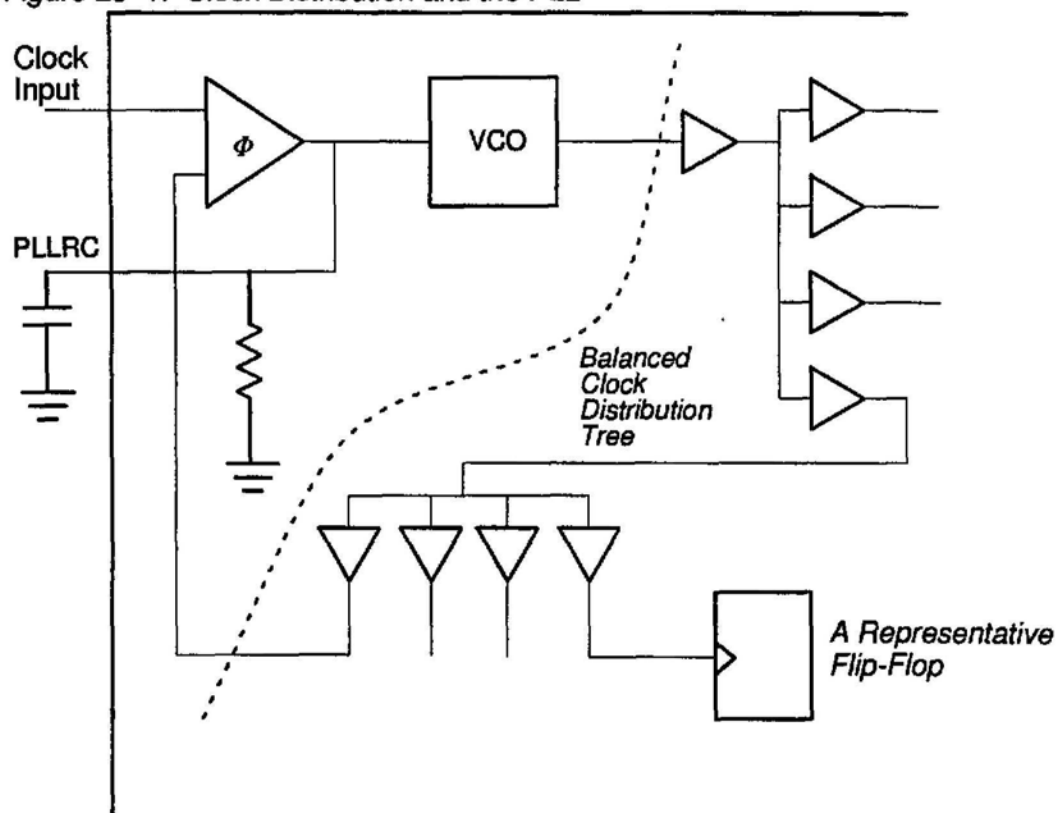 Clock
Input
Φ
VCO
PLLRC
Balanced
Clock
Distribution
Tree
A Representative
Flip-Flop